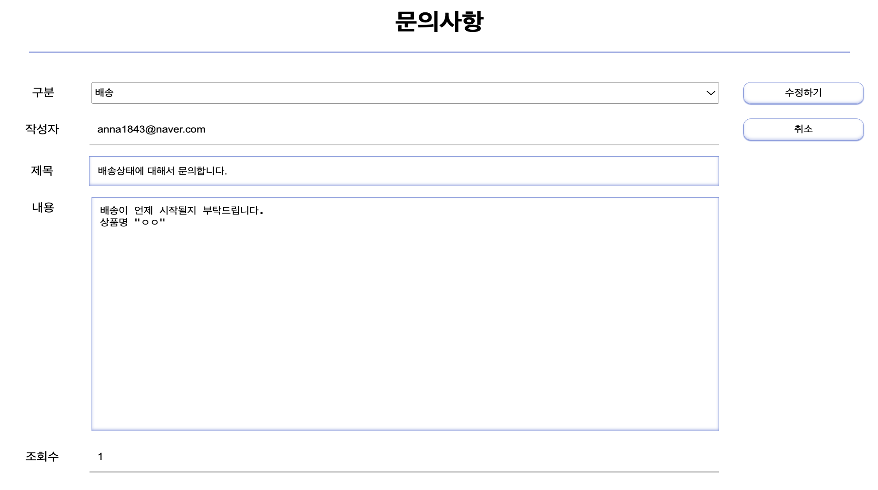 문의사항
구분
배송
수정하기
작성자
anna1843@naver.com
취소
제목
배송상태에 대해서 문의합니다.
내용
배송이 언제 시작될지 부탁드립니다.
상품명 "ㅇㅇ"
조회수
1